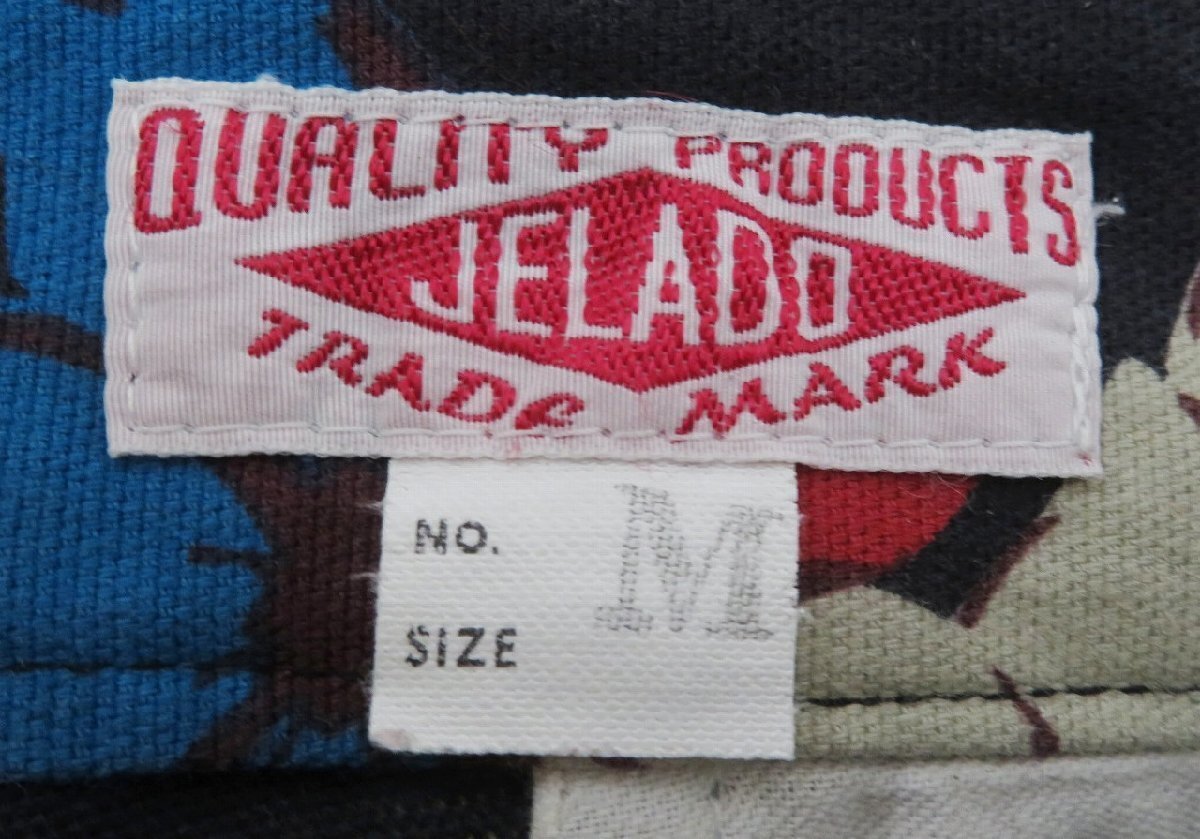 QUALITY PRODUCTS
JELADO
TRADE MARK
NO.
M
SIZE